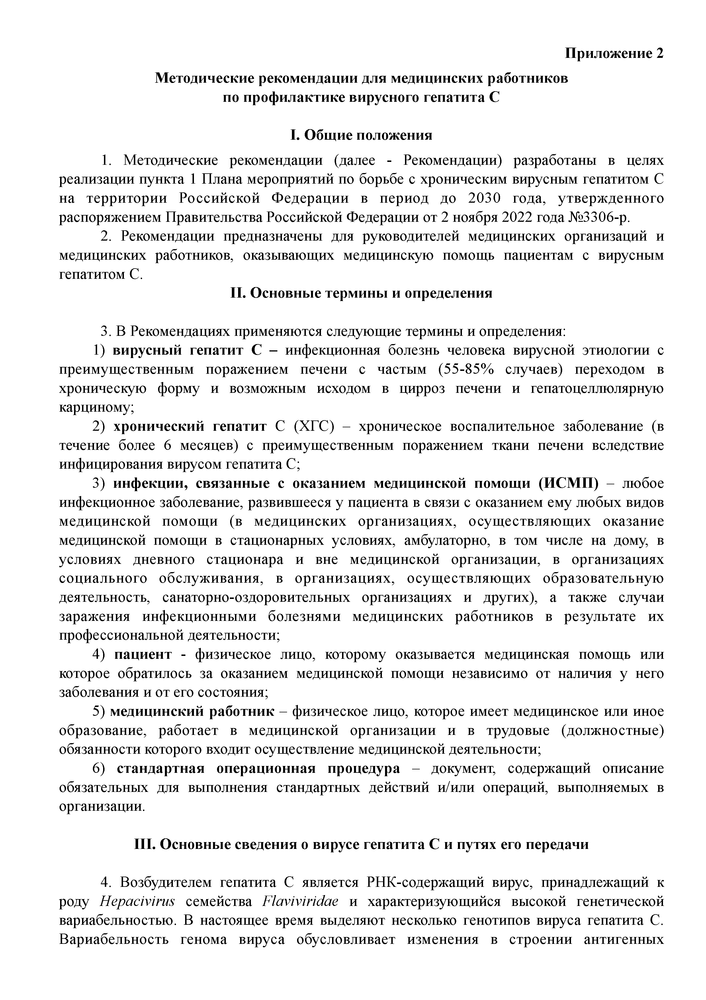 Приложение 2
Методические рекомендации для медицинских работников
по профилактике вирусного гепатита С
I. Общие положения
1. Методические рекомендации (далее - Рекомендации) разработаны в целях
реализации пункта 1 Плана мероприятий по борьбе с хроническим вирусным гепатитом С
на территории Российской Федерации в период до 2030 года, утвержденного
распоряжением Правительства Российской Федерации от 2 ноября 2022 года №3306-р.
2. Рекомендации предназначены для руководителей медицинских организаций и
медицинских работников, оказывающих медицинскую помощь пациентам с вирусным
гепатитом С.
II. Основные термины и определения
3. В Рекомендациях применяются следующие термины и определения:
1) вирусный гепатит С – инфекционная болезнь человека вирусной этиологии с
преимущественным поражением печени с частым (55-85% случаев) переходом в
хроническую форму и возможным исходом в цирроз печени и гепатоцеллюлярную
карциному;
2) хронический гепатит С (ХГС) – хроническое воспалительное заболевание (в
течение более 6 месяцев) с преимущественным поражением ткани печени вследствие
инфицирования вирусом гепатита С;
3) инфекции, связанные с оказанием медицинской помощи (ИСМП) – любое
инфекционное заболевание, развившееся у пациента в связи с оказанием ему любых видов
медицинской помощи (в медицинских организациях, осуществляющих оказание
медицинской помощи в стационарных условиях, амбулаторно, в том числе на дому, в
условиях дневного стационара и вне медицинской организации, в организациях
социального обслуживания, в организациях, осуществляющих образовательную
деятельность, санаторно-оздоровительных организациях и других), а также случаи
заражения инфекционными болезнями медицинских работников в результате их
профессиональной деятельности;
4) пациент - физическое лицо, которому оказывается медицинская помощь или
которое обратилось за оказанием медицинской помощи независимо от наличия у него
заболевания и от его состояния;
5) медицинский работник – физическое лицо, которое имеет медицинское или иное
образование, работает в медицинской организации и в трудовые (должностные)
обязанности которого входит осуществление медицинской деятельности;
6) стандартная операционная процедура – документ, содержащий описание
обязательных для выполнения стандартных действий и/или операций, выполняемых в
организации.
III. Основные сведения о вирусе гепатита С и путях его передачи
4. Возбудителем гепатита С является РНК-содержащий вирус, принадлежащий к
роду Hepacivirus семейства Flaviviridae и характеризующийся высокой генетической
вариабельностью. В настоящее время выделяют несколько генотипов вируса гепатита С.
Вариабельность генома вируса обусловливает изменения в строении антигенных